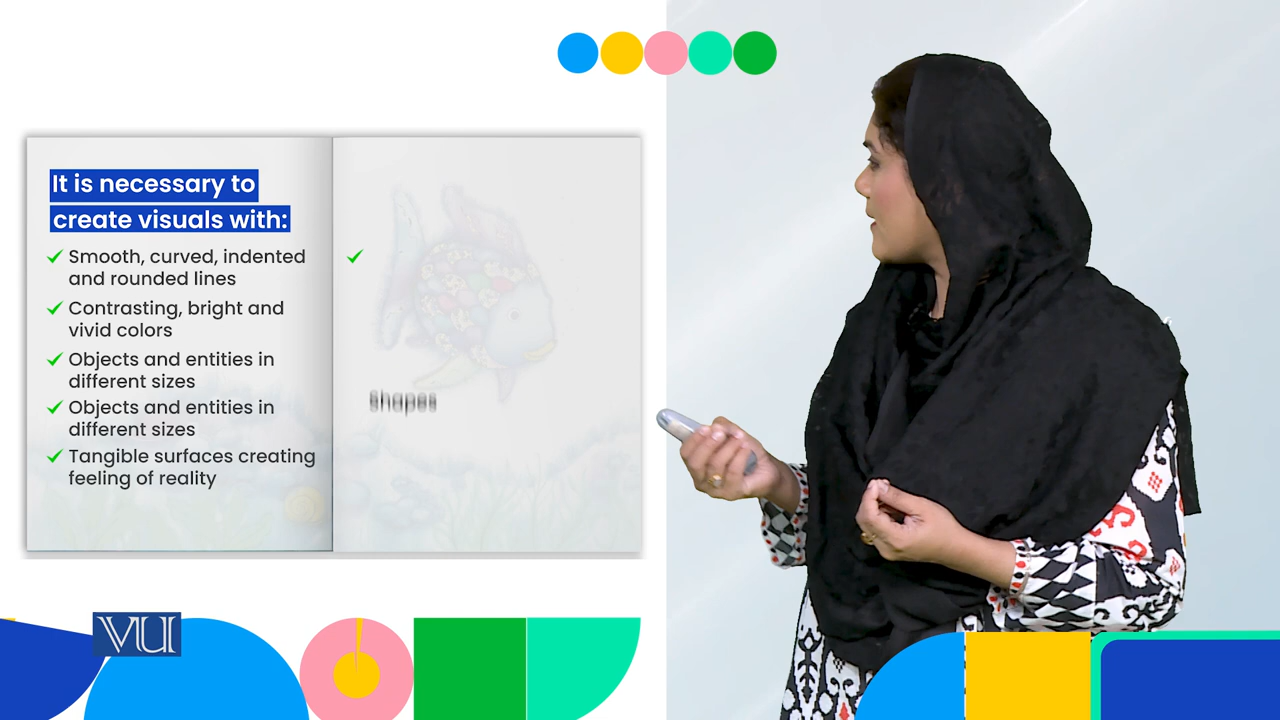 It is necessary to
create visuals with:
Smooth, curved, indented
and rounded lines
Contrasting, bright and
vivid colors
Objects and entities in
different sizes
Objects and entities in
different sizes
Tangible surfaces creating
feeling of reality
Shapes
VU